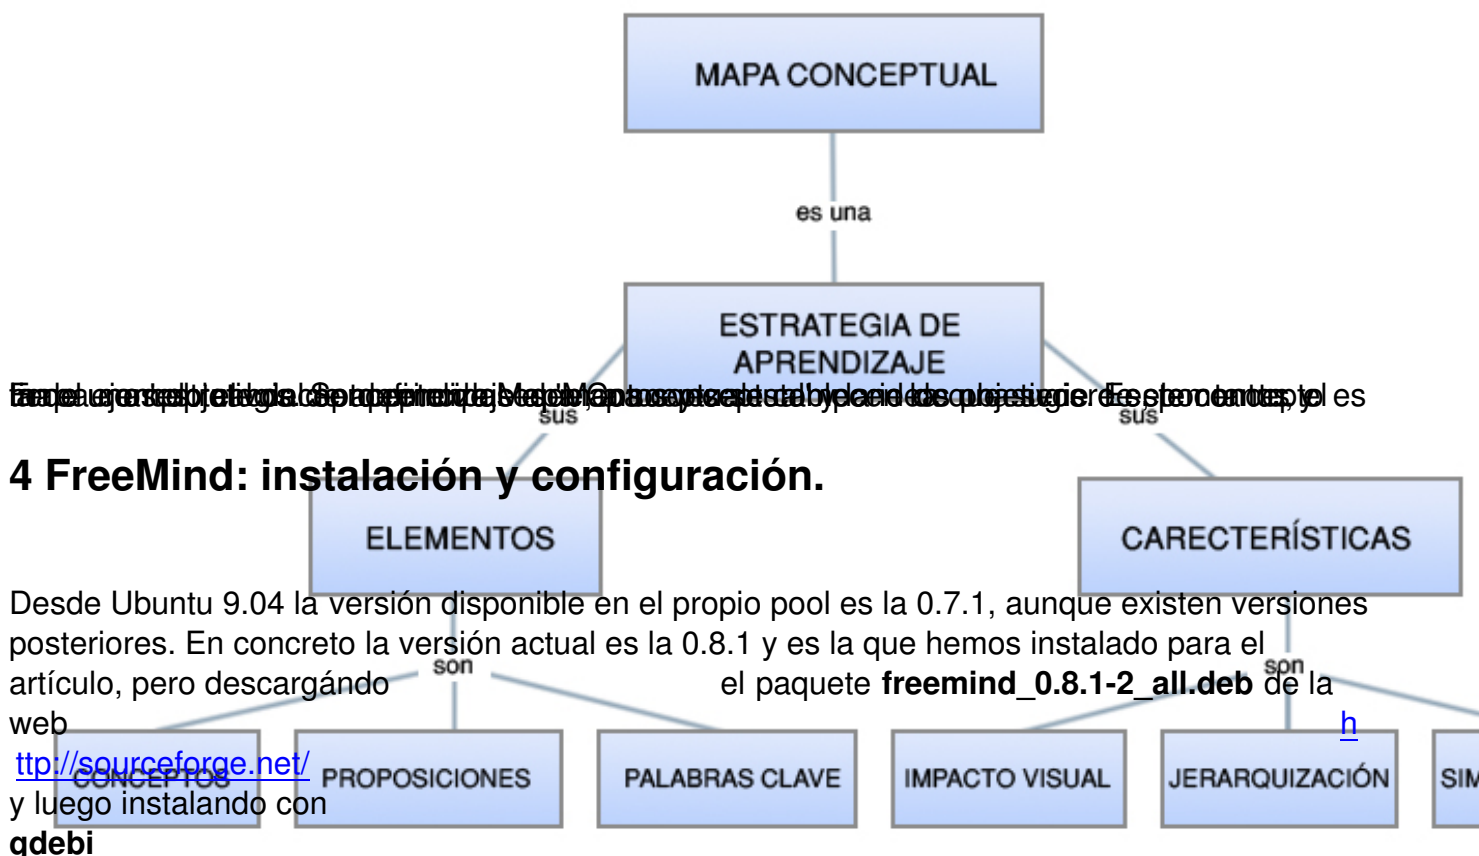 MAPA CONCEPTUAL
es una
ESTRATEGIA DE
APRENDIZAJE
es
sus
sus
4 FreeMind: instalación y configuración.
ELEMENTOS
CARECTERÍSTICAS
Desde Ubuntu 9.04 la versión disponible en el propio pool es la 0.7.1, aunque existen versiones
posteriores. En concreto la versión actual es la 0.8.1 y es la que hemos instalado para el
son
son
artículo, pero descargándo el paquete freemind_0.8.1-2_all.deb de la
web h
ttp://sourceforge.net/
CONCEPTOS
PROPOSICIONES
PALABRAS CLAVE
IMPACTO VISUAL
JERARQUIZACIÓN
SIM
y luego instalando con
gdebi